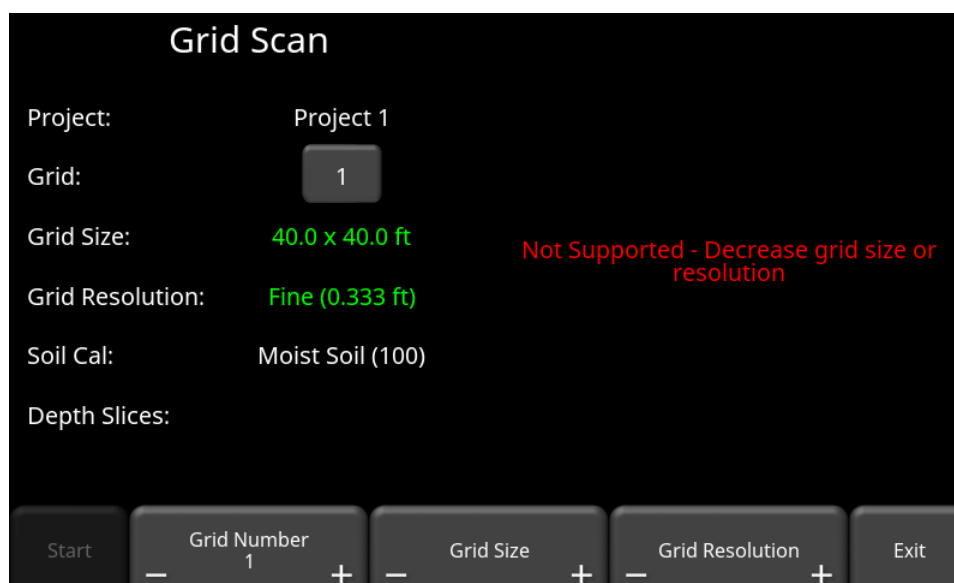 Grid Scan
Project: Project 1
Grid: 1
Grid Size: 40.0 x 40.0 ft
Not Supported - Decrease grid size or
resolution
Grid Resolution: Fine (0.333 ft)
Soil Cal: Moist Soil (100)
Depth Slices:
Start
Grid Number
1
− +
Grid Size
− +
Grid Resolution
− +
Exit